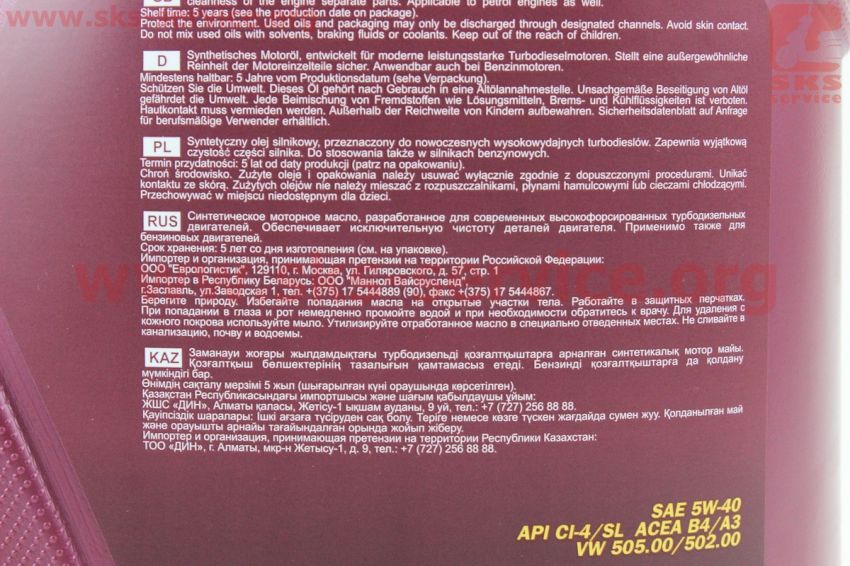 cleanness of the engine separate parts. Applicable to petrol engines as well.
Shelf time: 5 years (see the production date on package).
Protect the environment. Used oils and packaging may only be discharged through designated channels. Avoid skin contact.
Do not mix used oils with solvents, braking fluids or coolants. Keep out of the reach of children.
D Synthetisches Motoröl, entwickelt für moderne leistungsstarke Turbodieselmotoren. Stellt eine außergewöhnliche
Reinheit der Motoreinzelteile sicher. Anwendbar auch bei Benzinmotoren.
Mindestens haltbar: 5 Jahre vom Produktionsdatum (sehe Verpackung).
Schützen Sie die Umwelt. Dieses Öl gehört nach Gebrauch in eine Altölannahmestelle. Unsachgemäße Beseitigung von Altöl
gefährdet die Umwelt. Jede Beimischung von Fremdstoffen wie Lösungsmitteln, Brems- und Kühlflüssigkeiten ist verboten.
Hautkontakt muss vermieden werden. Außerhalb der Reichweite von Kindern aufbewahren. Sicherheitsdatenblatt auf Anfrage
für berufsmäßige Verwender erhältlich.
PL Syntetyczny olej silnikowy, przeznaczony do nowoczesnych wysokowydajnych turbodieslów. Zapewnia wyjątkową
czystość części silnika. Do stosowania także w silnikach benzynowych.
Termin przydatności: 5 lat od daty produkcji (patrz na opakowaniu).
Chroń środowisko. Zużyte oleje i opakowania należy usuwać wyłącznie zgodnie z dopuszczonymi procedurami. Unikać
kontaktu ze skórą. Zużytych olejów nie należy mieszać z rozpuszczalnikami, płynami hamulcowymi lub cieczami chłodzącymi.
Przechowywać w miejscu niedostępnym dla dzieci.
RUS Синтетическое моторное масло, разработанное для современных высокофорсированных турбодизельных
двигателей. Обеспечивает исключительную чистоту деталей двигателя. Применимо также для
бензиновых двигателей.
Срок хранения: 5 лет со дня изготовления (см. на упаковке).
Импортер и организация, принимающая претензии на территории Российской Федерации:
ООО "Еврологистик", 129110, г. Москва, ул. Гиляровского, д. 57, стр. 1
Импортер в Республику Беларусь: ООО "Маннол Вайсрусленд",
г.Заславль, ул.Заводская 1, тел. +(375) 17 5444889 (90), факс +(375) 17 5444867.
Берегите природу. Избегайте попадания масла на открытые участки тела. Работайте в защитных перчатках.
При попадании в глаза и рот немедленно промойте водой и при необходимости обратитесь к врачу. Для удаления с
кожного покрова используйте мыло. Утилизируйте отработанное масло в специально отведенных местах. Не сливайте в
канализацию, почву и водоемы.
KAZ Заманауи жоғары жылдамдықтағы турбодизельді қозғалтқыштарға арналған синтетикалық мотор майы.
Қозғалтқыш бөлшектерінің тазалығын қамтамасыз етеді. Бензинді қозғалтқыштарға да қолдану
мүмкіндігі бар.
Өнімдің сақталу мерзімі 5 жыл (шығарылған күні орауышында көрсетілген).
Қазақстан Республикасындағы импортшысы және шағым қабылдаушы ұйым:
ЖШС «ДИН», Алматы қаласы, Жетісу-1 ықшам ауданы, 9 үй, тел.: +7 (727) 256 88 88.
Қауіпсіздік шаралары: ішкі ағзаға түсіруден сақ болу. Теріге немесе көзге түскен жағдайда сумен жуу. Қолданылған май
және орауышты арнайы тағайындалған орында жойып жіберу.
Импортер и организация, принимающая претензии на территории Республики Казахстан:
ТОО «ДИН», г. Алматы, мкр-н Жетысу-1, д. 9, тел.: +7 (727) 256 88 88.
SAE 5W-40
API CI-4/SL ACEA B4/A3
VW 505.00/502.00